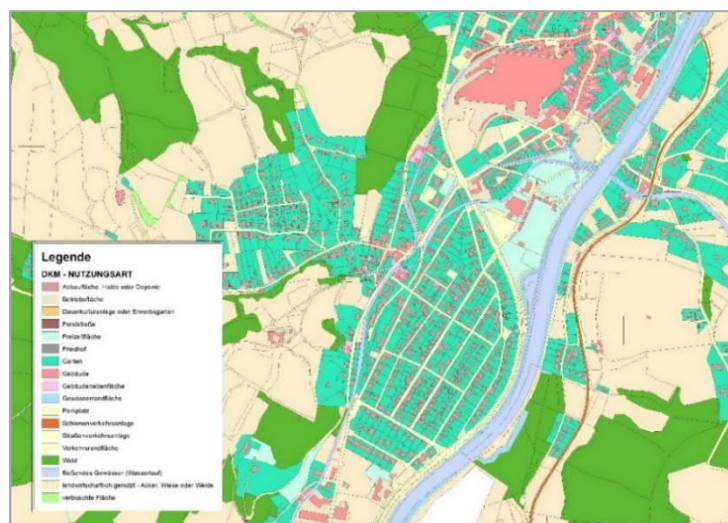 Legende
DKM - NUTZUNGSART
Abbaufläche, Halde oder Deponie
Betriebsfläche
Dauerkulturanlage oder Erwerbsgarten
Forststraße
Freizeitfläche
Friedhof
Gärten
Gebäude
Gebäudenebenfläche
Gewässerrandfläche
Parkplatz
Schienenverkehrsanlage
Straßenverkehrsanlage
Verkehrsrandfläche
Wald
fließendes Gewässer (Wasserlauf)
landwirtschaftlich genutzt - Acker, Wiese oder Weide
verbuschte Fläche